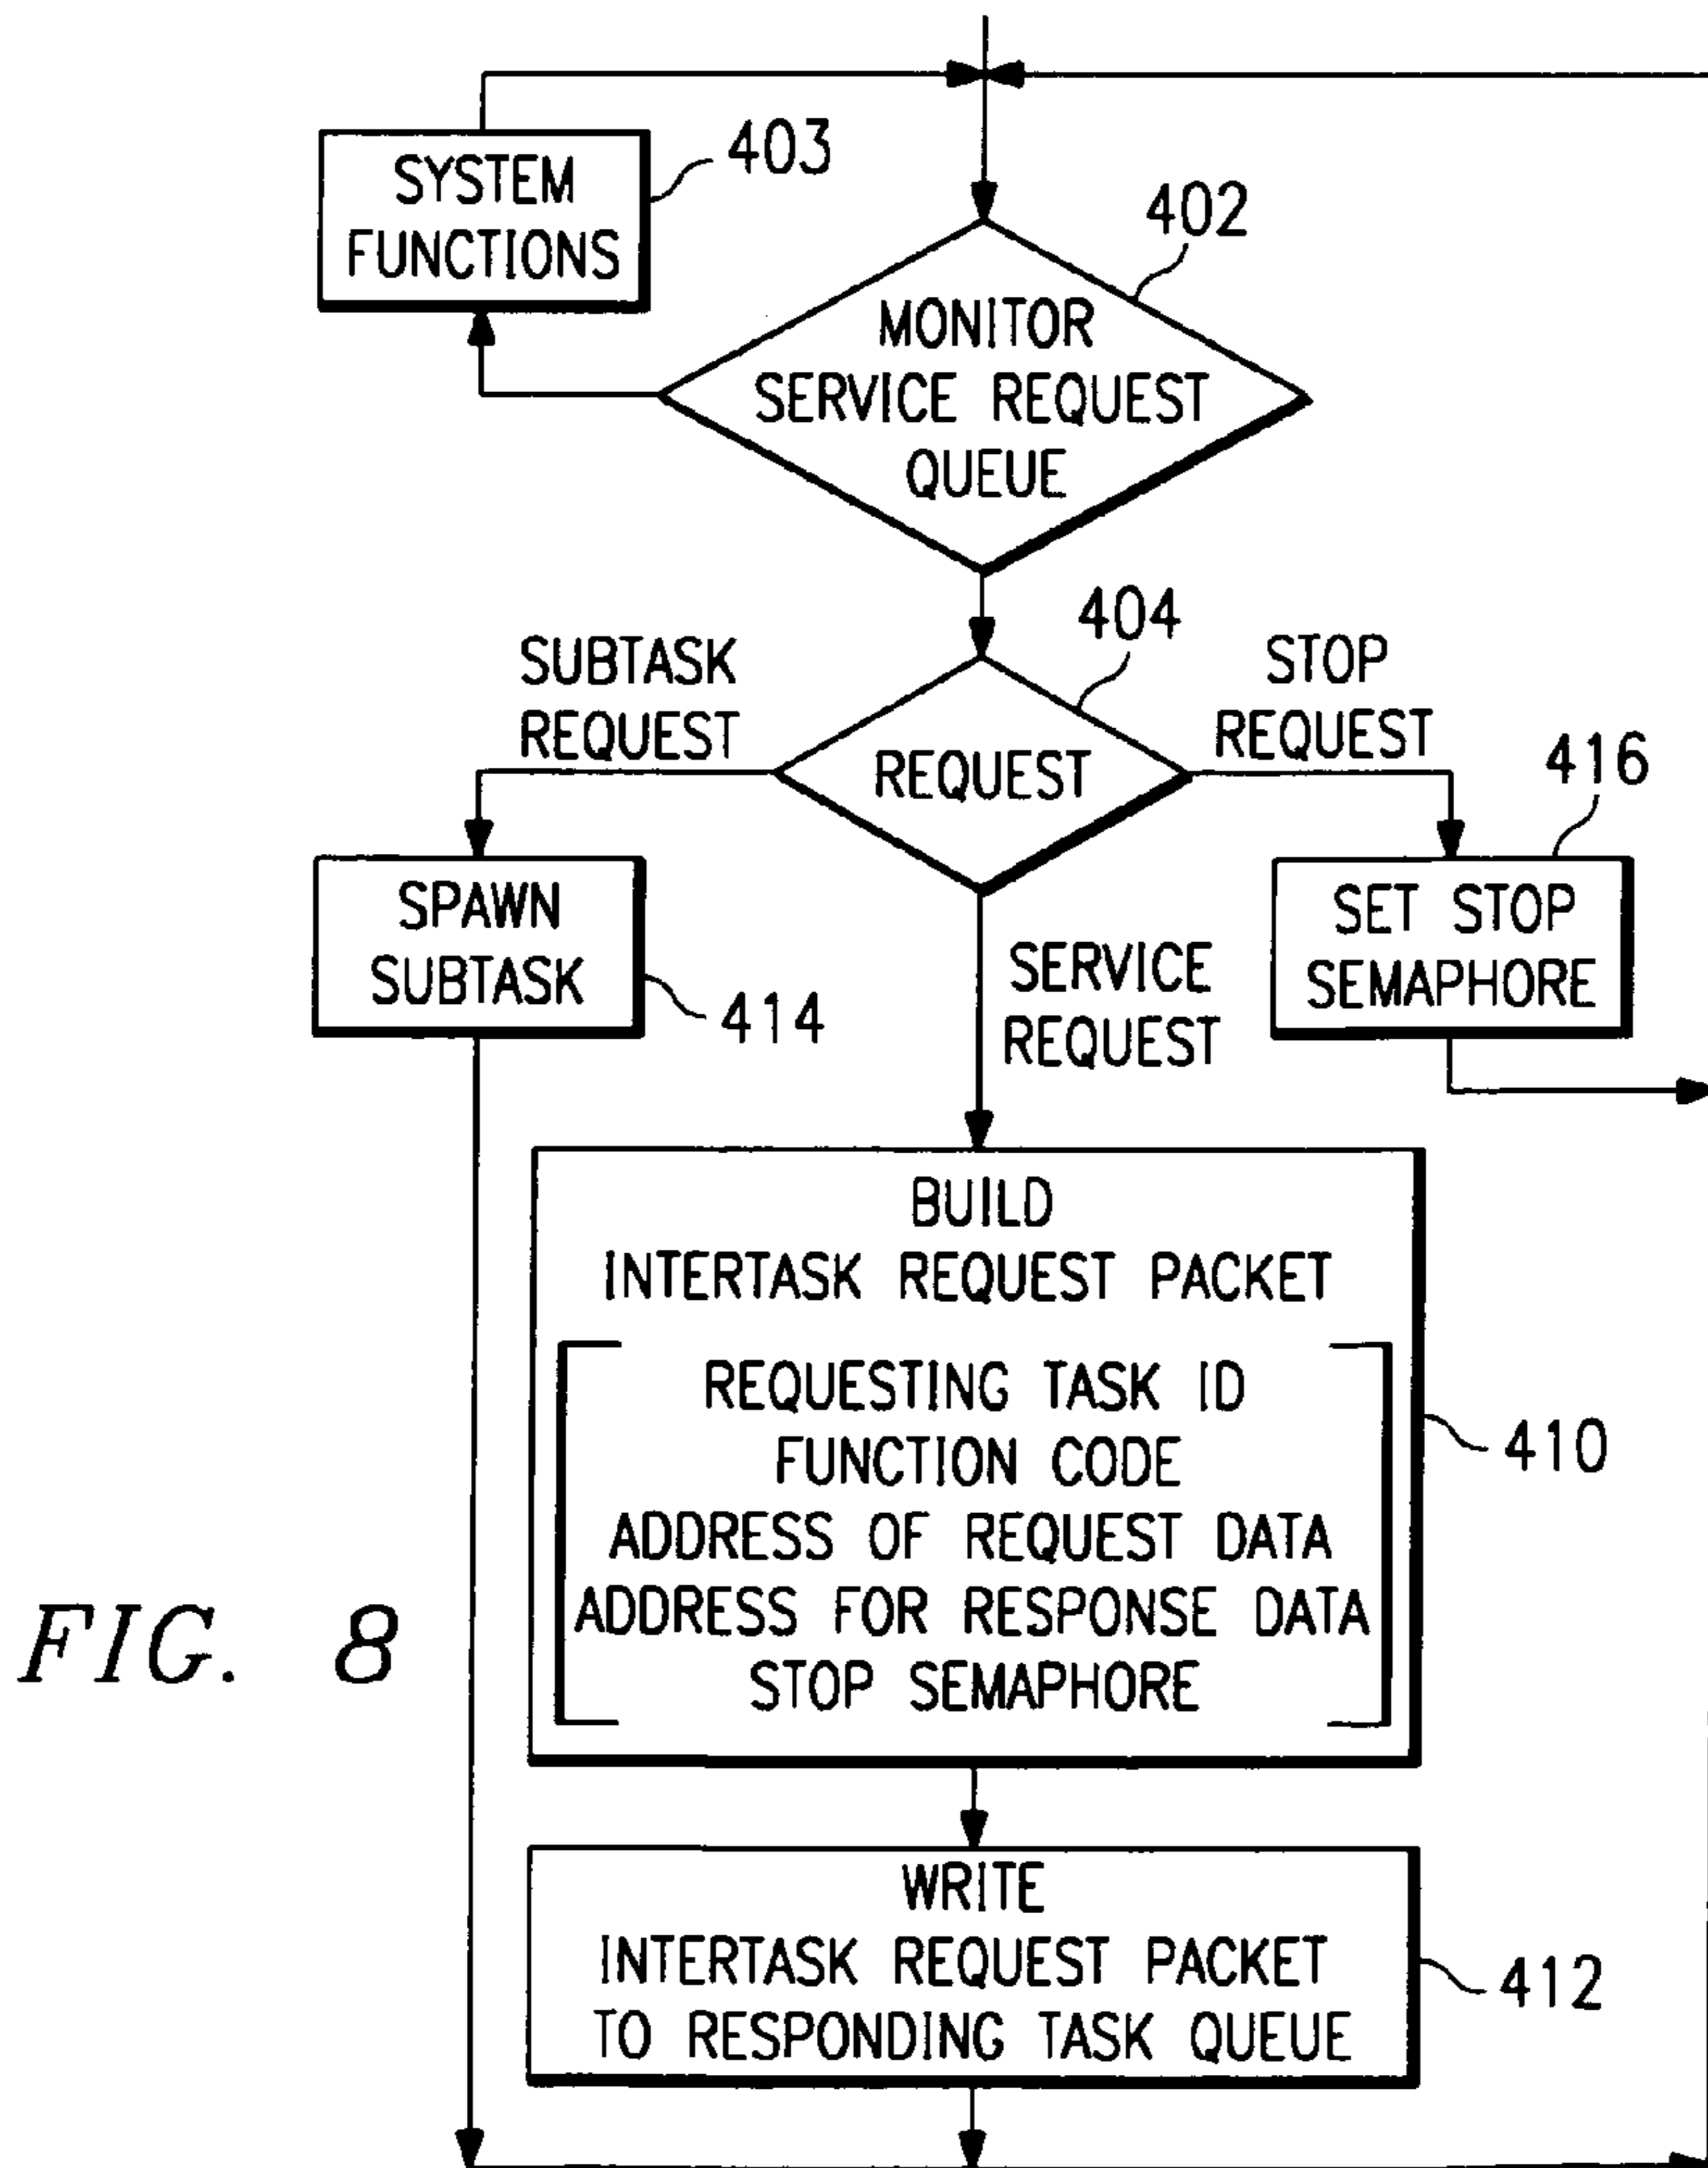 403
SYSTEM
FUNCTIONS
402
MONITOR
SERVICE REQUEST
QUEUE
404
SUBTASK
REQUEST
STOP
REQUEST
REQUEST
416
SPAWN
SUBTASK
414
SET STOP
SEMAPHORE
SERVICE
REQUEST
BUILD
INTERTASK REQUEST PACKET
REQUESTING TASK ID
FUNCTION CODE
ADDRESS OF REQUEST DATA
ADDRESS FOR RESPONSE DATA
STOP SEMAPHORE
410
FIG. 8
WRITE
INTERTASK REQUEST PACKET
TO RESPONDING TASK QUEUE
412